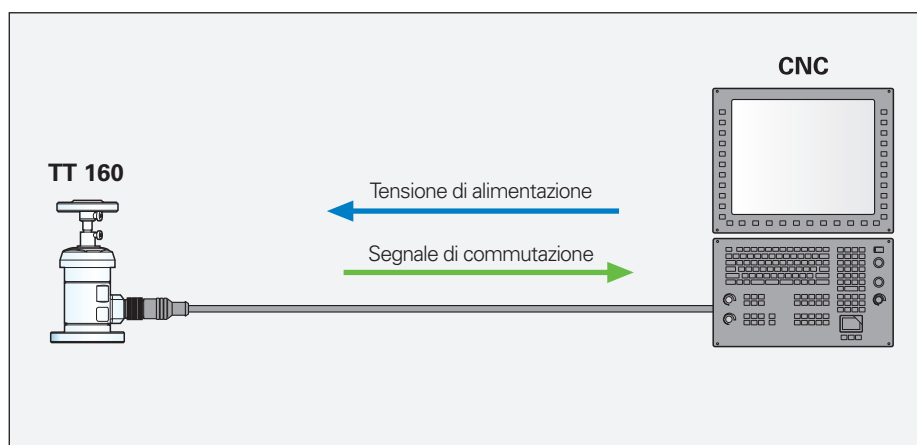 CNC
TT 160
Tensione di alimentazione
Segnale di commutazione